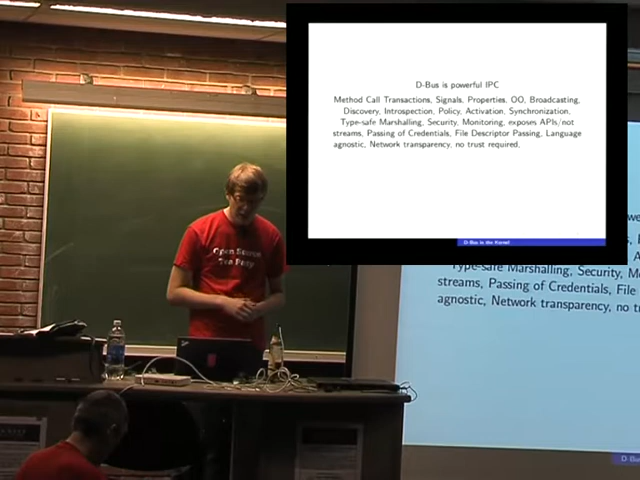 D-Bus is powerful IPC
Method Call Transactions, Signals, Properties, OO, Broadcasting,
Discovery, Introspection, Policy, Activation, Synchronization,
Type-safe Marshalling, Security, Monitoring, exposes APIs/not
streams, Passing of Credentials, File Descriptor Passing, Language
agnostic, Network transparency, no trust required.
D-Bus in the Kernel
Open Source
Tea Party
Type-safe Marshalling, Security, M
streams, Passing of Credentials, File
agnostic, Network transparency, no t
D-Bus